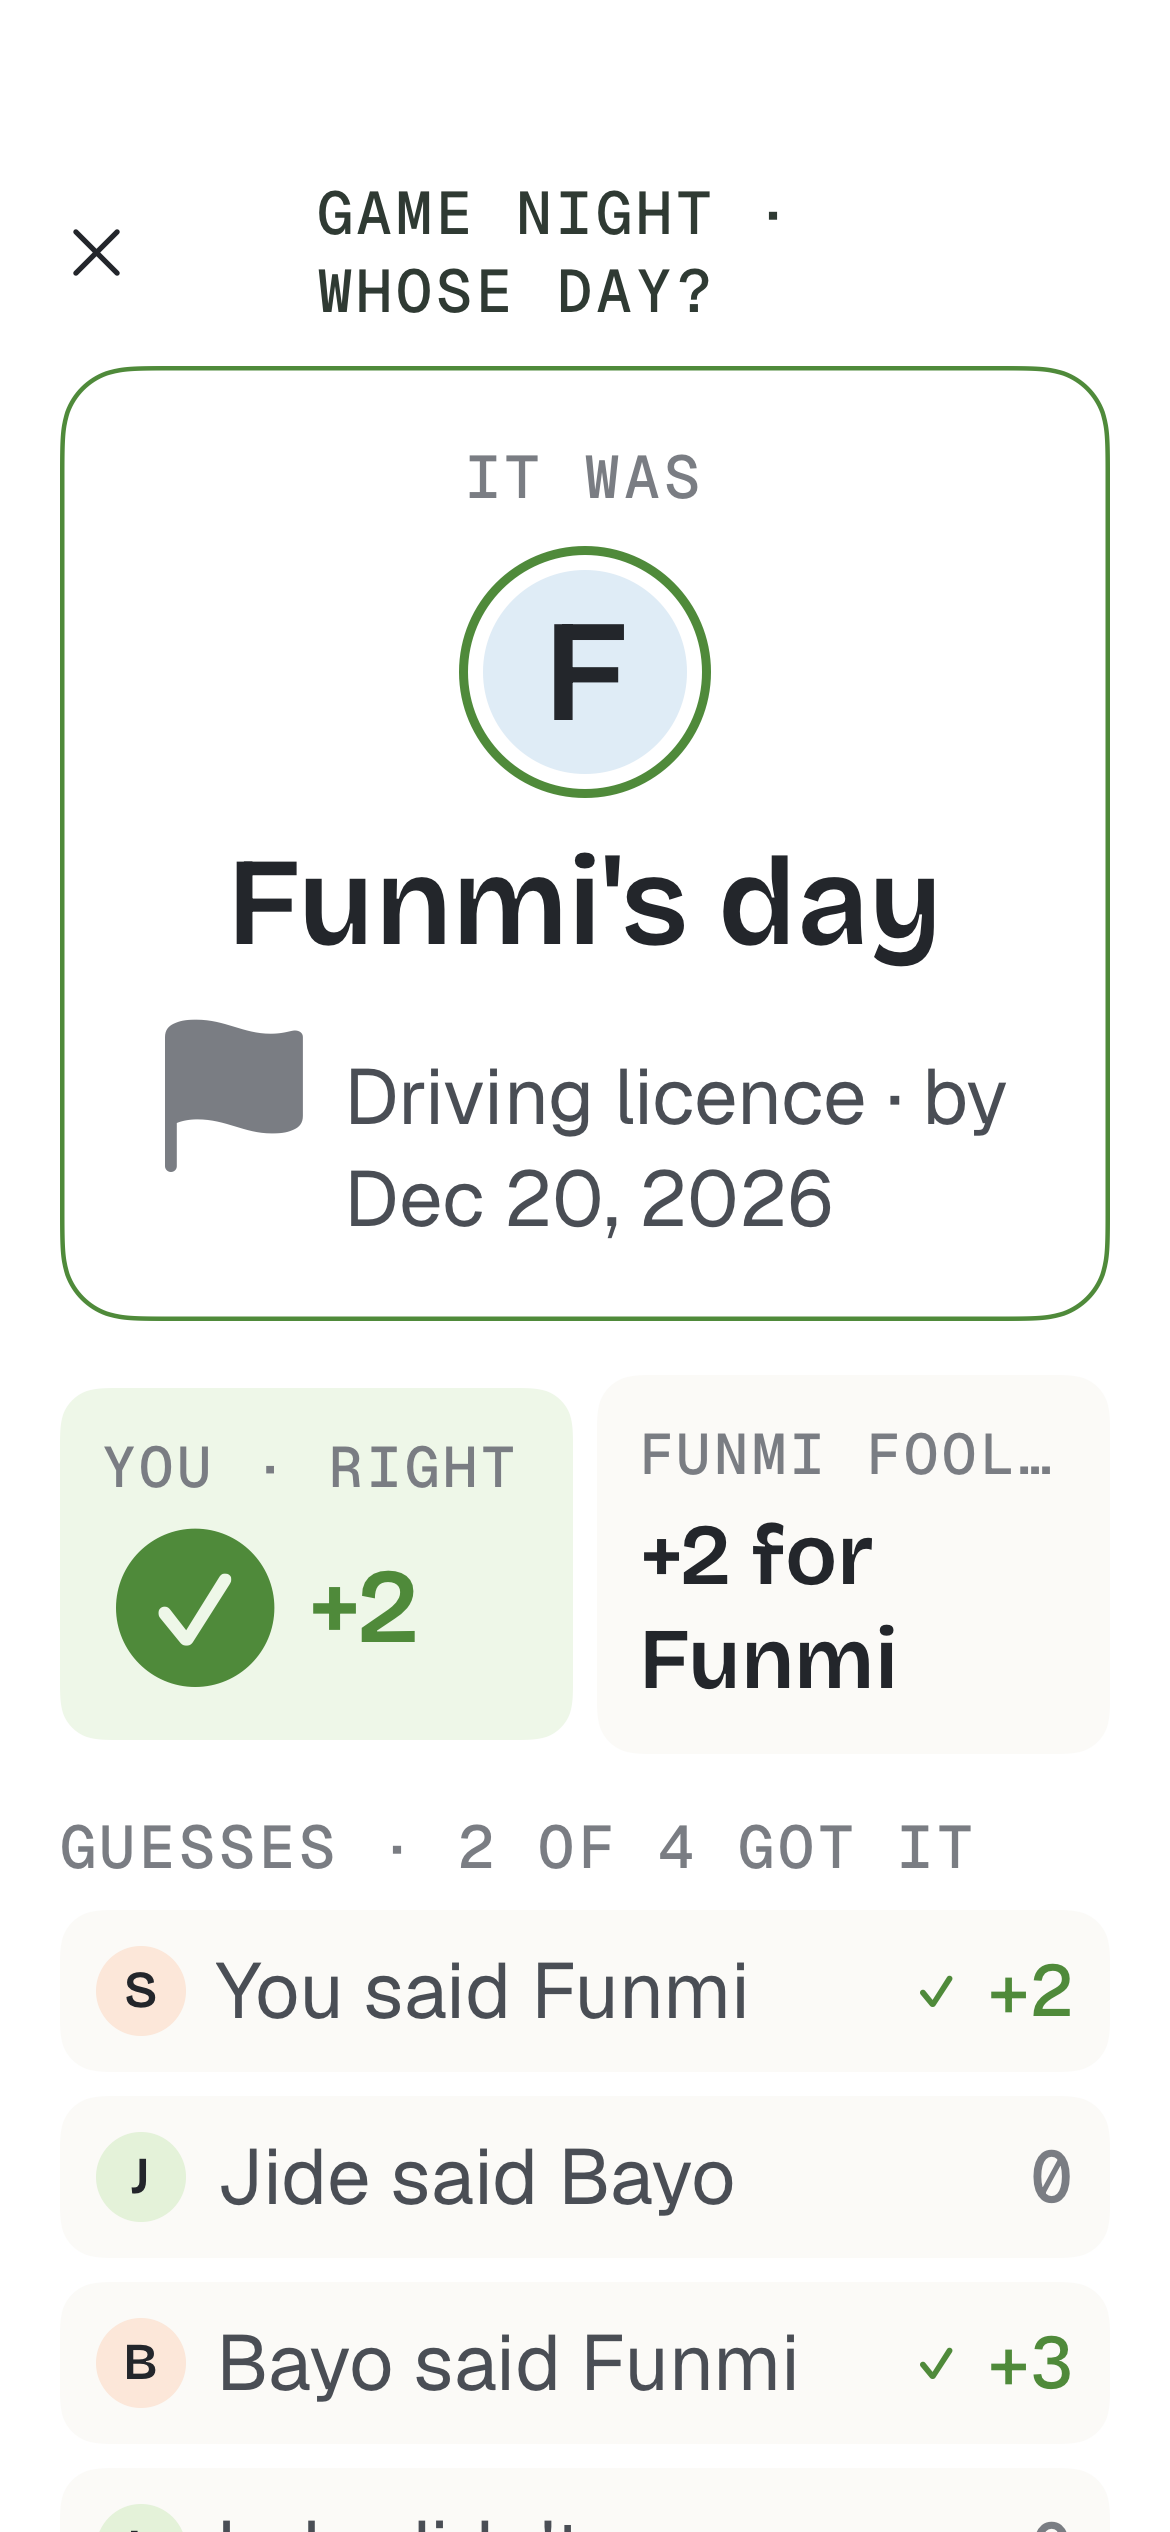 GAME NIGHT ·
WHOSE DAY?
IT WAS
F
Funmi's day
Driving licence · by
Dec 20, 2026
YOU · RIGHT
+2
FUNMI FOOL…
+2 for
Funmi
GUESSES · 2 OF 4 GOT IT
S You said Funmi +2
J Jide said Bayo 0
B Bayo said Funmi +3